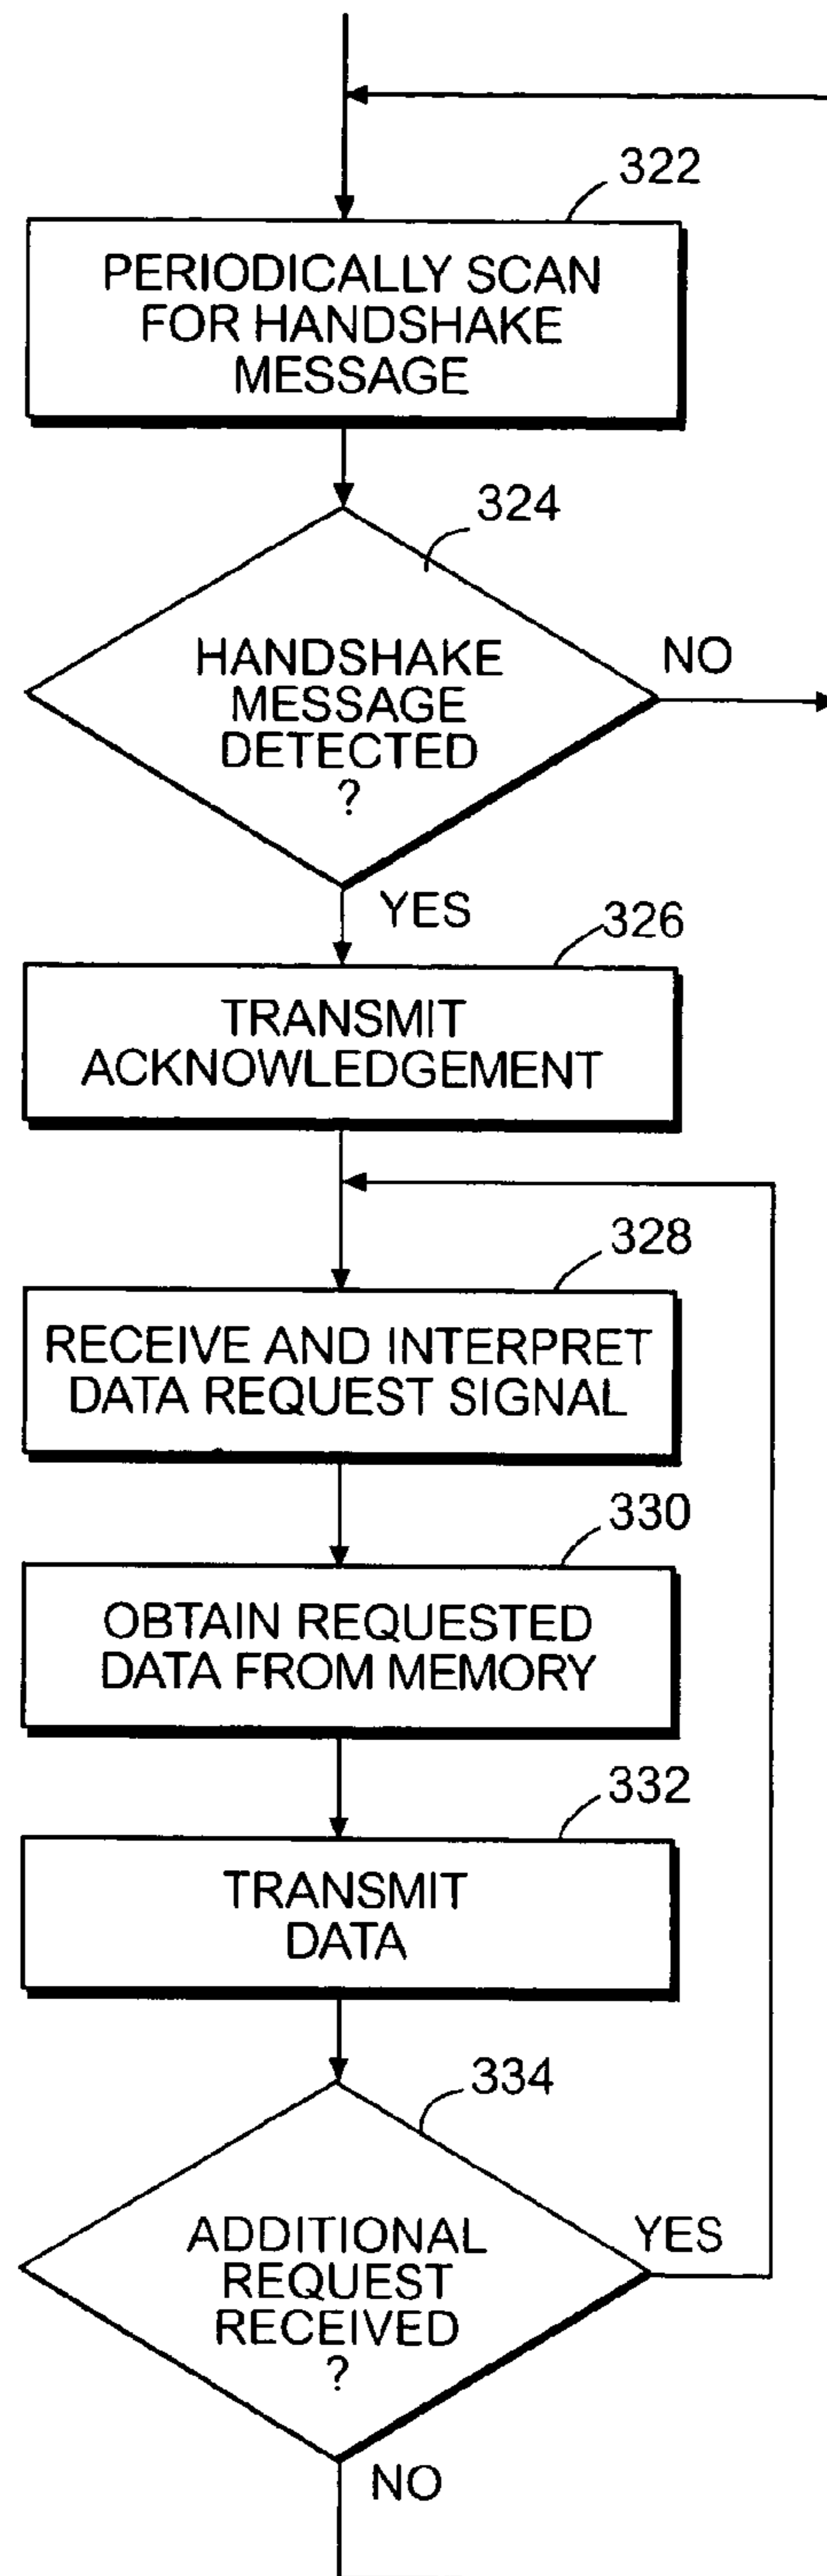 322
PERIODICALLY SCAN
FOR HANDSHAKE
MESSAGE
324
HANDSHAKE
MESSAGE
DETECTED
?
NO
YES
326
TRANSMIT
ACKNOWLEDGEMENT
328
RECEIVE AND INTERPRET
DATA REQUEST SIGNAL
330
OBTAIN REQUESTED
DATA FROM MEMORY
332
TRANSMIT
DATA
334
ADDITIONAL
REQUEST
RECEIVED
?
YES
NO